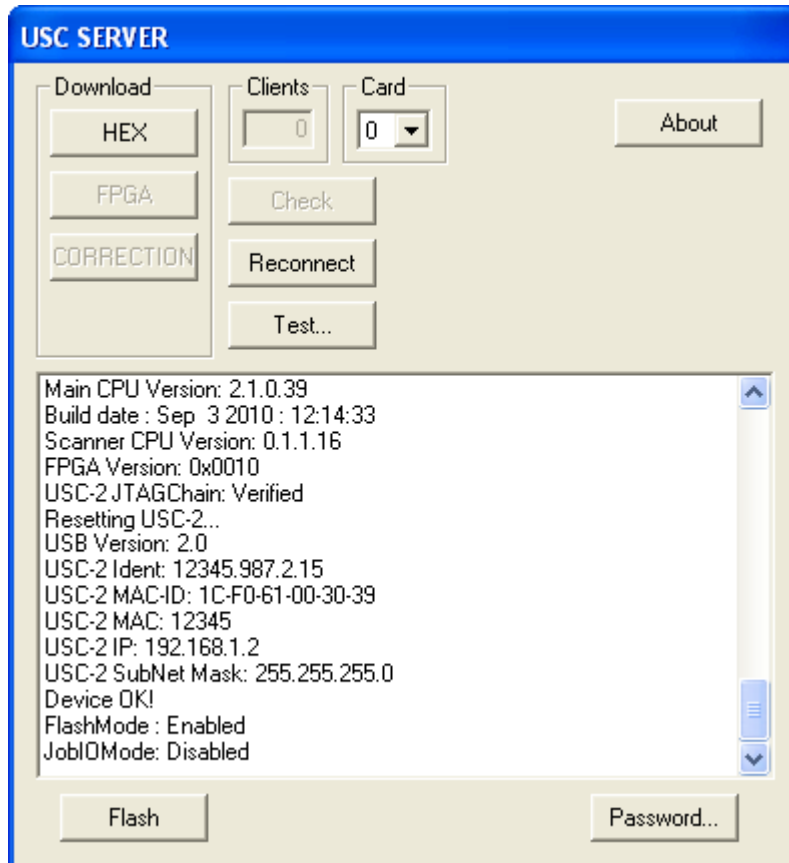 USC SERVER
Download
Clients
Card
HEX
0
0
About
FPGA
Check
CORRECTION
Reconnect
Test...
Main CPU Version: 2.1.0.39
Build date : Sep  3 2010 : 12:14:33
Scanner CPU Version: 0.1.1.16
FPGA Version: 0x0010
USC-2 JTAGChain: Verified
Resetting USC-2...
USB Version: 2.0
USC-2 Ident: 12345.987.2.15
USC-2 MAC-ID: 1C-F0-61-00-30-39
USC-2 MAC: 12345
USC-2 IP: 192.168.1.2
USC-2 SubNet Mask: 255.255.255.0
Device OK!
FlashMode : Enabled
JobIOMode: Disabled
Flash
Password...